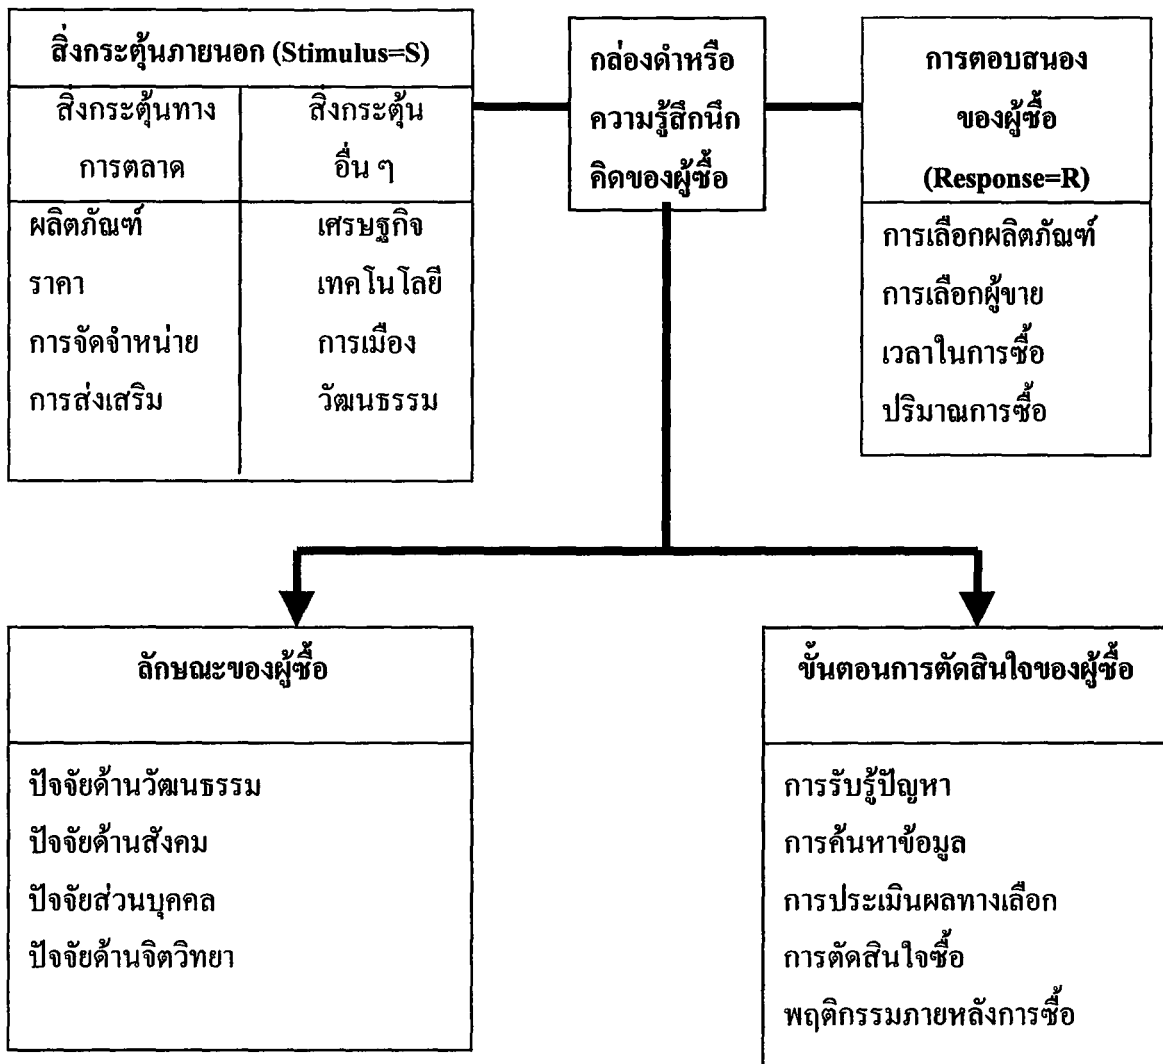 สิ่งกระตุ้นภายนอก (Stimulus=S)
สิ่งกระตุ้นทาง
การตลาด
สิ่งกระตุ้น
อื่น ๆ
ผลิตภัณฑ์
ราคา
การจัดจำหน่าย
การส่งเสริม
เศรษฐกิจ
เทคโนโลยี
การเมือง
วัฒนธรรม
กล่องดำหรือ
ความรู้สึกนึก
คิดของผู้ซื้อ
การตอบสนอง
ของผู้ซื้อ
(Response=R)
การเลือกผลิตภัณฑ์
การเลือกผู้ขาย
เวลาในการซื้อ
ปริมาณการซื้อ
ลักษณะของผู้ซื้อ
ปัจจัยด้านวัฒนธรรม
ปัจจัยด้านสังคม
ปัจจัยส่วนบุคคล
ปัจจัยด้านจิตวิทยา
ขั้นตอนการตัดสินใจของผู้ซื้อ
การรับรู้ปัญหา
การค้นหาข้อมูล
การประเมินผลทางเลือก
การตัดสินใจซื้อ
พฤติกรรมภายหลังการซื้อ